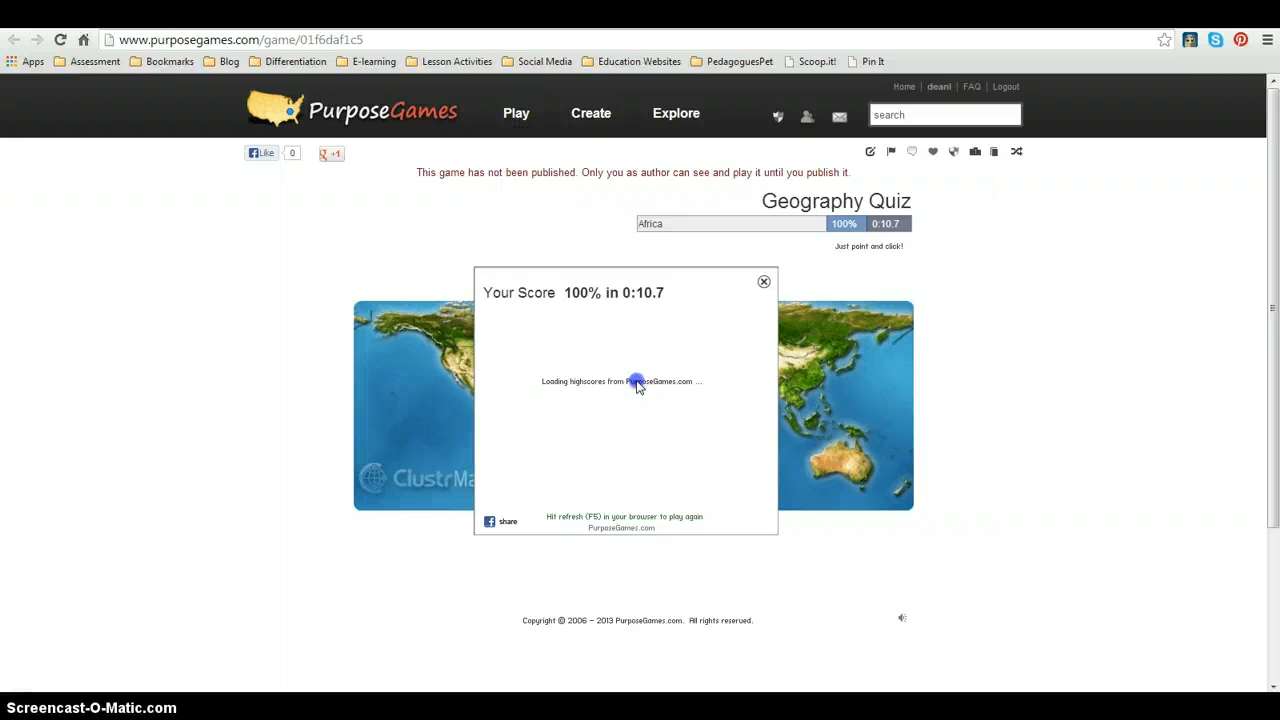 www.purposegames.com/game/01f6daf1c5
Apps Assessment Bookmarks Blog Differentiation E-learning Lesson Activities Social Media Education Websites PedagoguesPet Scoop.it! Pin It
Home | deanl | FAQ | Logout
PurposeGames Play Create Explore search
Like 0 +1
This game has not been published. Only you as author can see and play it until you publish it.
Geography Quiz
Africa 100% 0:10.7
Just point and click!
Your Score 100% in 0:10.7
Loading highscores from PurposeGames.com ...
ClustrMa
Hit refresh (F5) in your browser to play again
share
PurposeGames.com
Copyright © 2006 – 2013 PurposeGames.com. All rights reserved.
Screencast-O-Matic.com